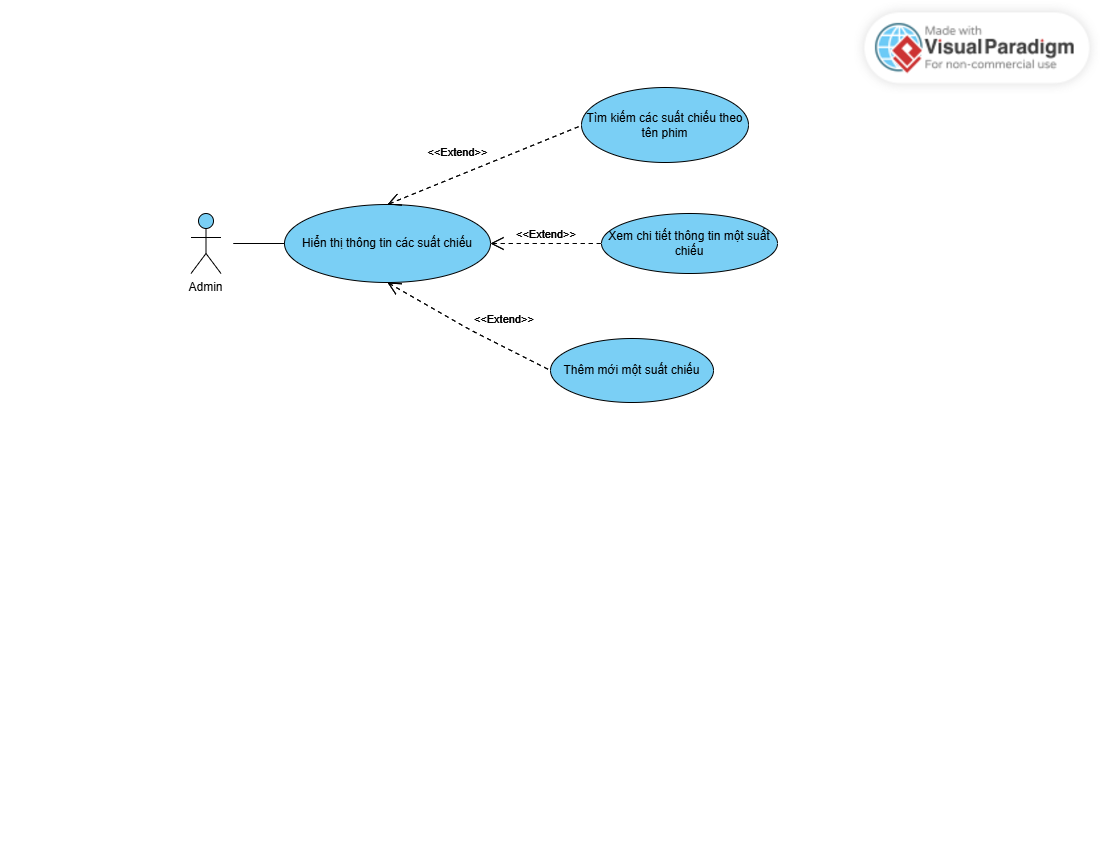 Made with
Visual Paradigm
For non-commercial use
Tìm kiếm các suất chiếu theo
tên phim
<<Extend>>
Hiển thị thông tin các suất chiếu
<<Extend>>
Xem chi tiết thông tin một suất
chiếu
Admin
<<Extend>>
Thêm mới một suất chiếu